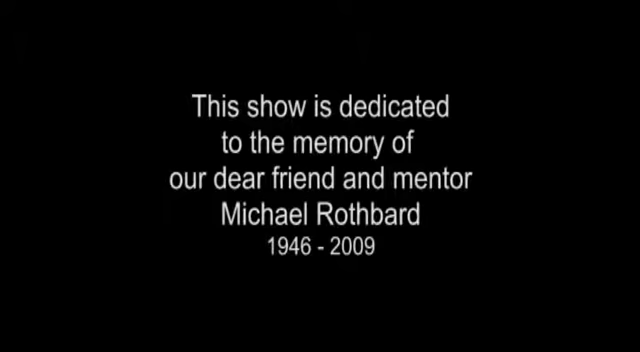 This show is dedicated
to the memory of
our dear friend and mentor
Michael Rothbard
1946 - 2009